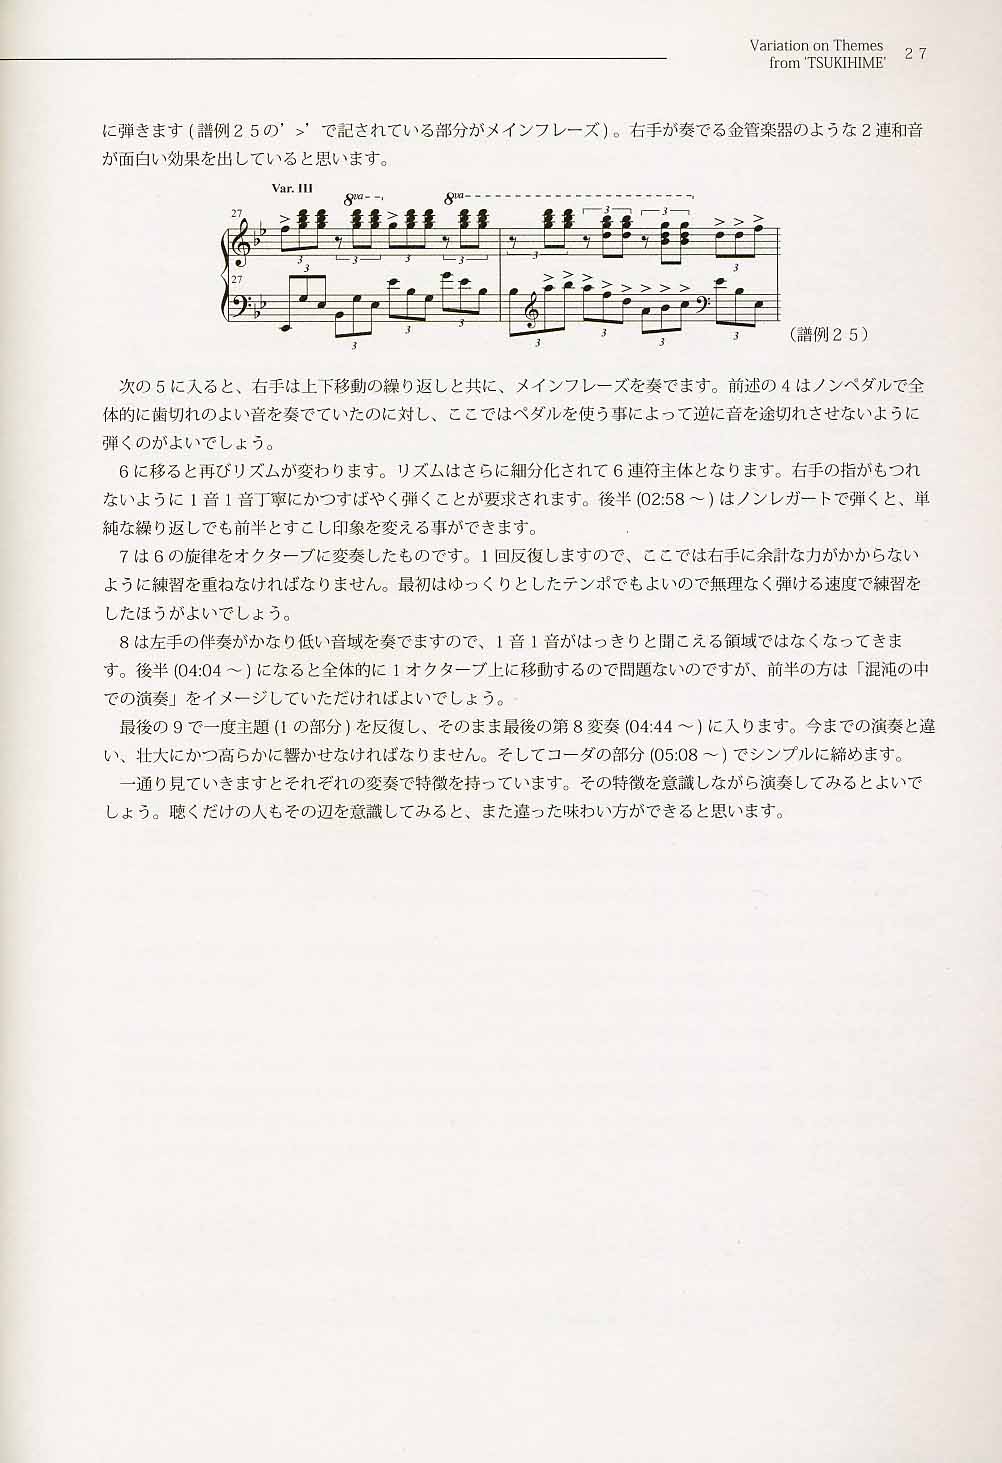 Variation on Themes
from 'TSUKIHIME'
２７
に弾きます (譜例２５の’>’で記されている部分がメインフレーズ) 。右手が奏でる金管楽器のような２連和音
が面白い効果を出していると思います。
Var. III
8va
8va
27
3
3
3
3
3
3
3
3
27
3
3
3
3
3
3
3
3
（譜例２５）
次の５に入ると、右手は上下移動の繰り返しと共に、メインフレーズを奏でます。前述の４はノンペダルで全
体的に歯切れのよい音を奏でていたのに対し、ここではペダルを使う事によって逆に音を途切れさせないように
弾くのがよいでしょう。
６に移ると再びリズムが変わります。リズムはさらに細分化されて６連符主体となります。右手の指がもつれ
ないように１音１音丁寧にかつすばやく弾くことが要求されます。後半 (02:58 ～ ) はノンレガートで弾くと、単
純な繰り返しでも前半とすこし印象を変える事ができます。
７は６の旋律をオクターブに変奏したものです。１回反復しますので、ここでは右手に余計な力がかからない
ように練習を重ねなければなりません。最初はゆっくりとしたテンポでもよいので無理なく弾ける速度で練習を
したほうがよいでしょう。
８は左手の伴奏がかなり低い音域を奏でますので、１音１音がはっきりと聞こえる領域ではなくなってきま
す。後半 (04:04 ～ ) になると全体的に１オクターブ上に移動するので問題ないのですが、前半の方は「混沌の中
での演奏」をイメージしていただければよいでしょう。
最後の９で一度主題 (１の部分) を反復し、そのまま最後の第８変奏 (04:44 ～ ) に入ります。今までの演奏と違
い、壮大にかつ高らかに響かせなければなりません。そしてコーダの部分 (05:08 ～ ) でシンプルに締めます。
一通り見ていきますとそれぞれの変奏で特徴を持っています。その特徴を意識しながら演奏してみるとよいで
しょう。聴くだけの人もその辺を意識してみると、また違った味わい方ができると思います。